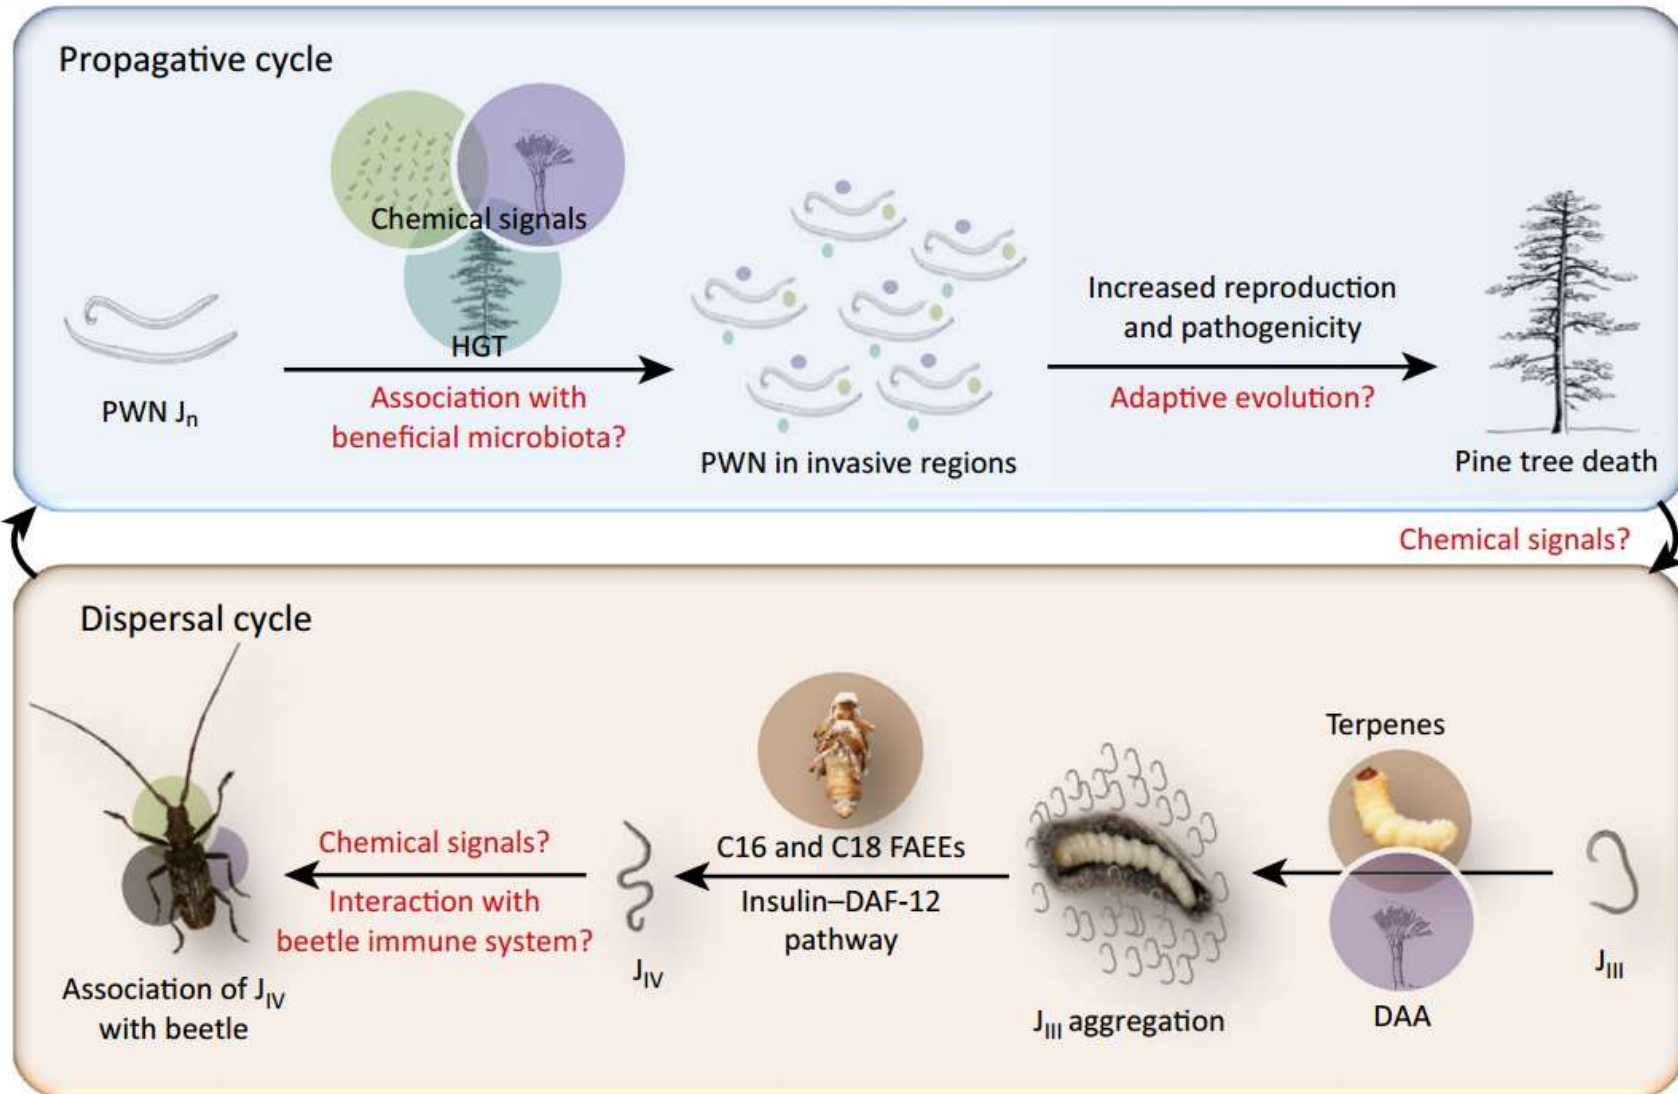 Propagative cycle
Chemical signals
HGT
Association with
beneficial microbiota?
PWN Jn
PWN in invasive regions
Increased reproduction
and pathogenicity
Adaptive evolution?
Pine tree death
Chemical signals?
Dispersal cycle
Terpenes
DAA
JIII
JIII aggregation
C16 and C18 FAEEs
Insulin–DAF-12
pathway
JIV
Chemical signals?
Interaction with
beetle immune system?
Association of JIV
with beetle